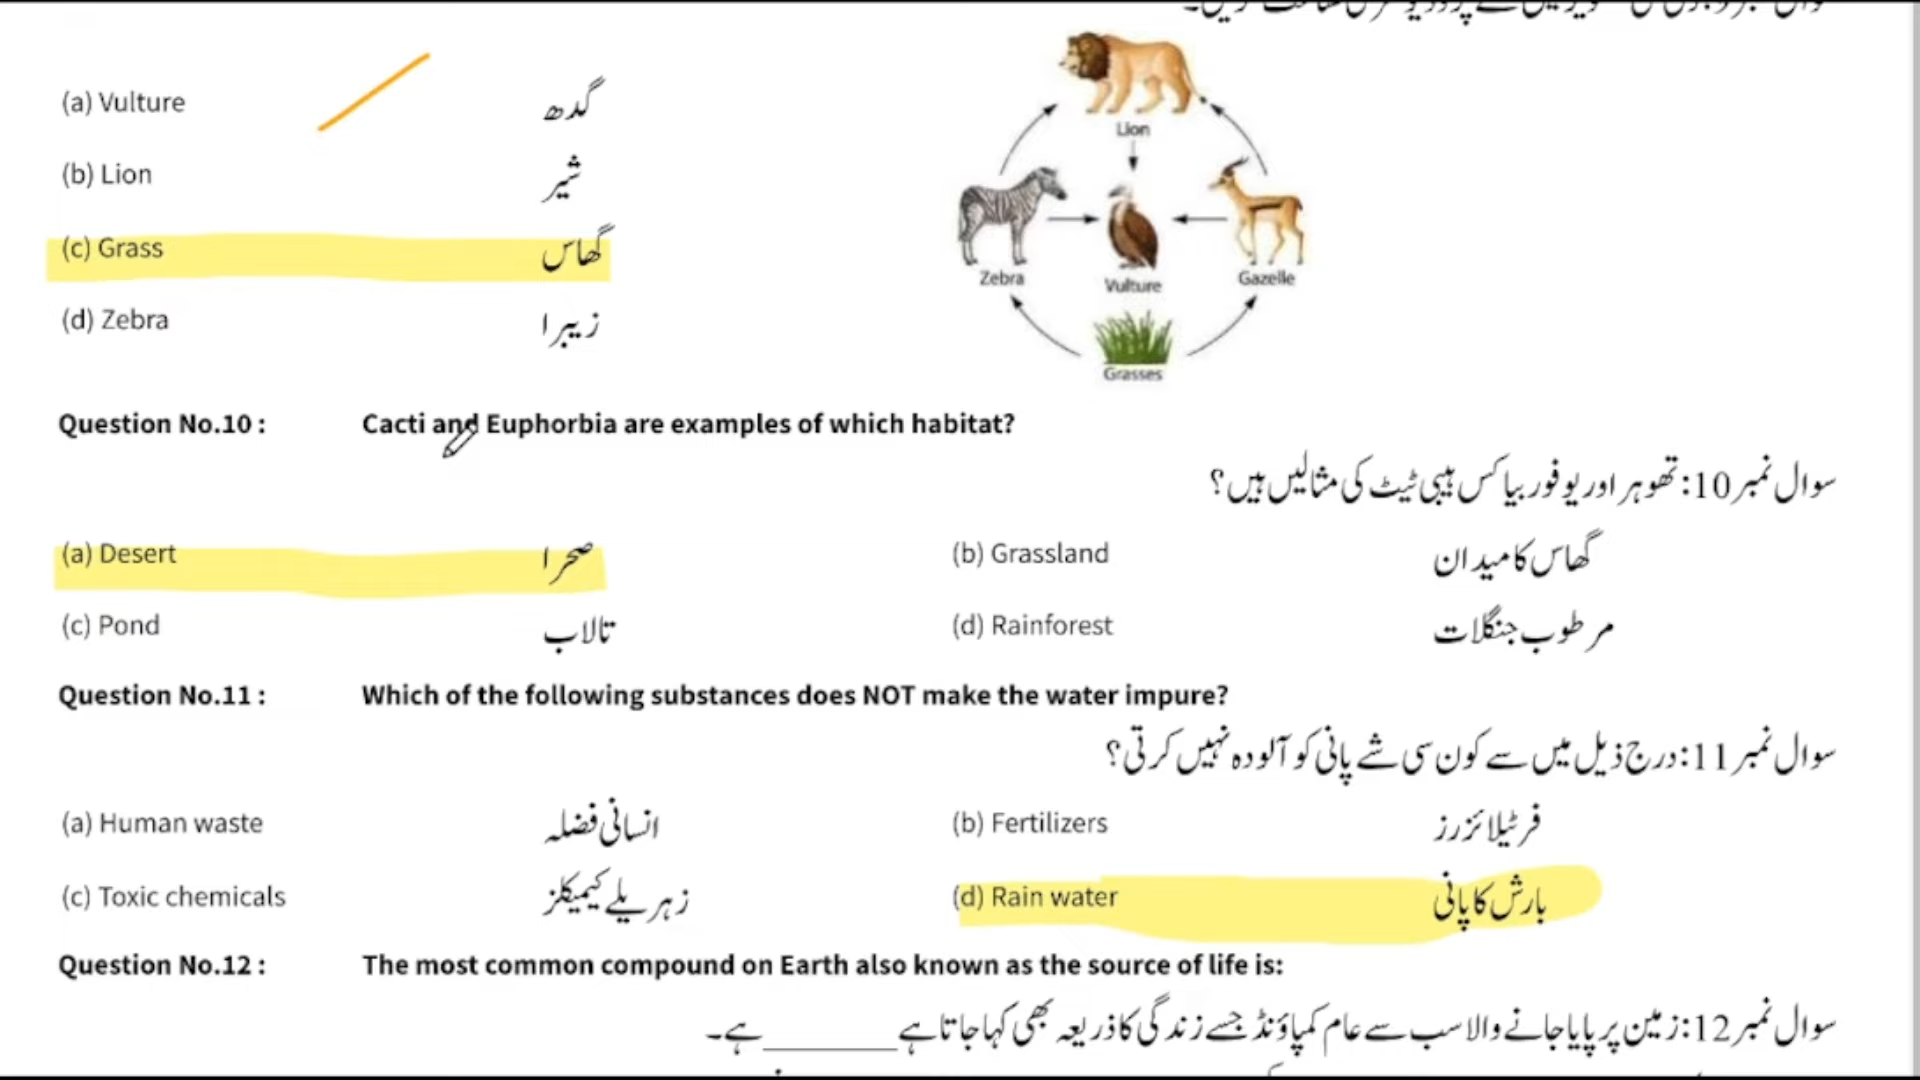 (a) Vulture گدھ
(b) Lion شیر
(c) Grass گھاس
(d) Zebra زیبرا
Lion
Zebra
Vulture
Gazelle
Grasses
Question No.10 : Cacti and Euphorbia are examples of which habitat?
سوال نمبر 10: تھوہر اور یوفوربیا کس ہیبی ٹیٹ کی مثالیں ہیں؟
(a) Desert صحرا (b) Grassland گھاس کا میدان
(c) Pond تالاب (d) Rainforest مرطوب جنگلات
Question No.11 : Which of the following substances does NOT make the water impure?
سوال نمبر 11: درج ذیل میں سے کون سی شے پانی کو آلودہ نہیں کرتی؟
(a) Human waste انسانی فضلہ (b) Fertilizers فرٹیلائزرز
(c) Toxic chemicals زہریلے کیمیکلز (d) Rain water بارش کا پانی
Question No.12 : The most common compound on Earth also known as the source of life is:
سوال نمبر 12: زمین پر پایا جانے والا سب سے عام کمپاؤنڈ جسے زندگی کا ذریعہ بھی کہا جاتا ہے ________ ہے۔